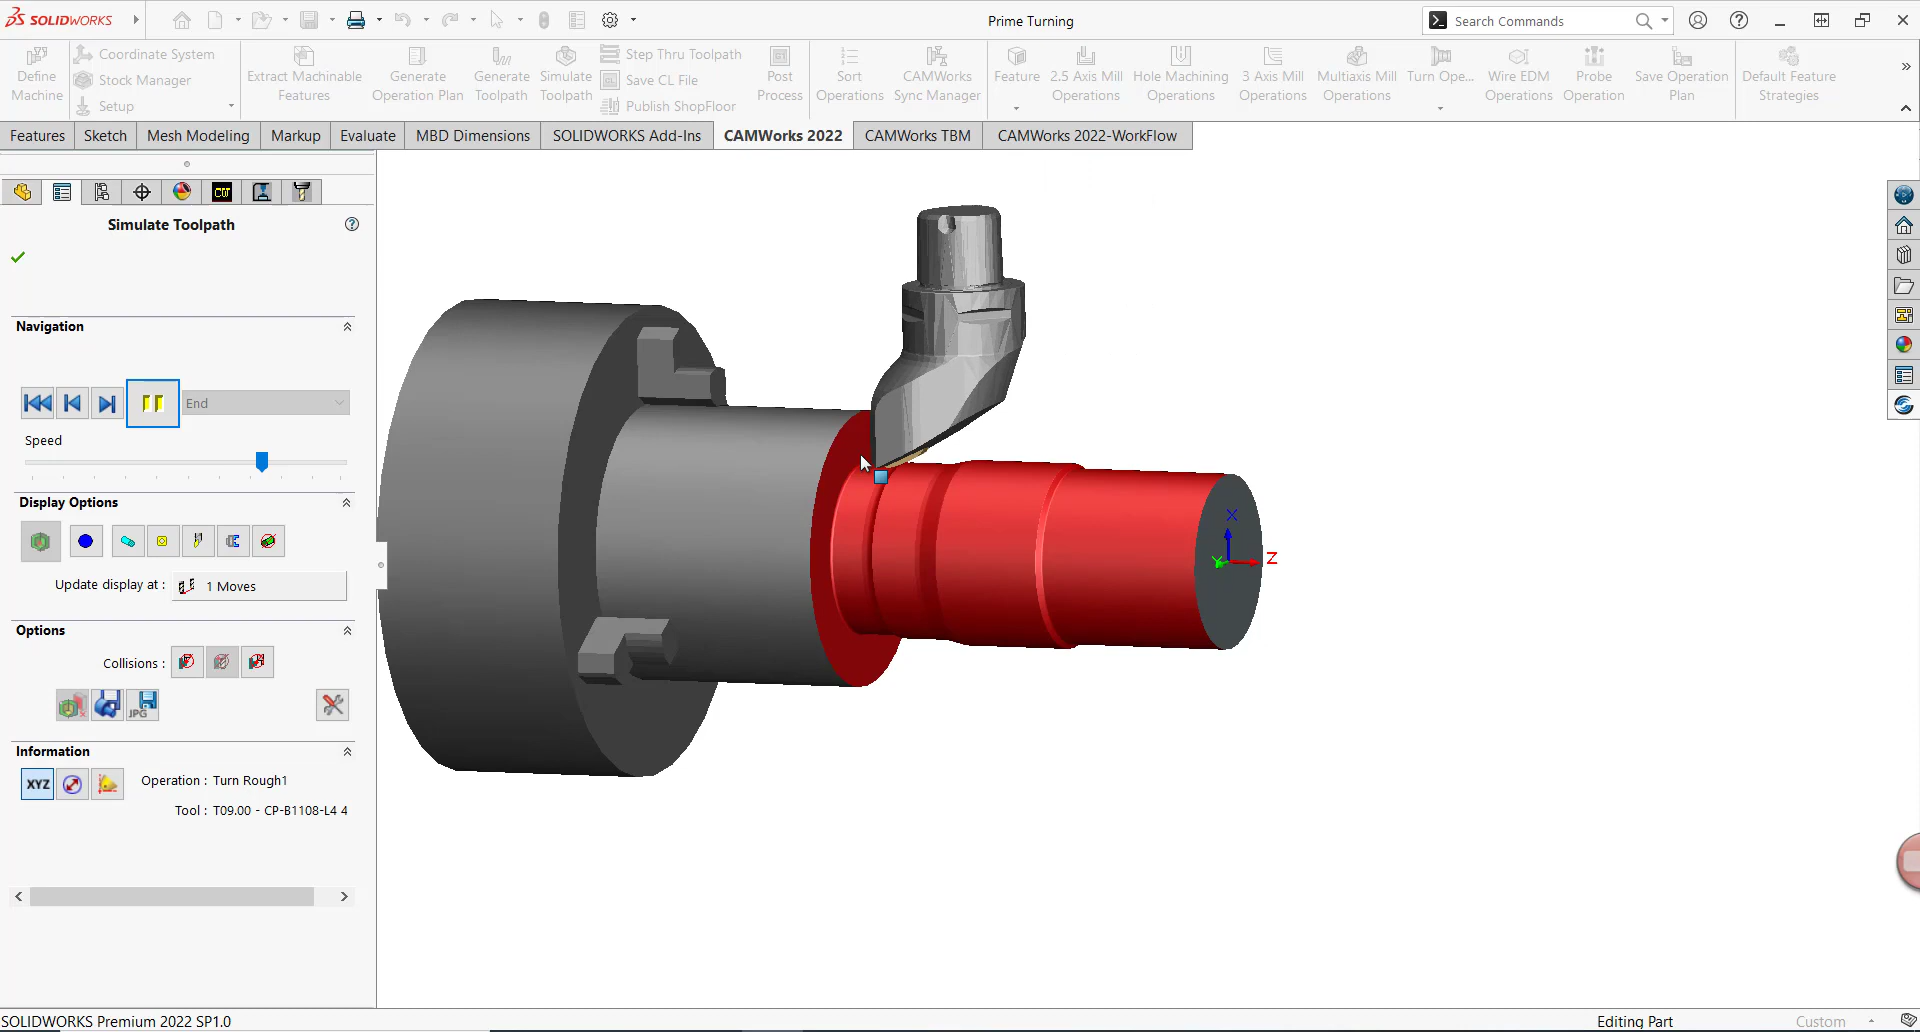 SOLIDWORKS
Prime Turning
Search Commands
Define Machine
Coordinate System
Stock Manager
Setup
Extract Machinable Features
Generate Operation Plan
Generate Toolpath
Simulate Toolpath
Step Thru Toolpath
Save CL File
Publish ShopFloor
Post Process
Sort Operations
CAMWorks Sync Manager
Feature
2.5 Axis Mill Operations
Hole Machining Operations
3 Axis Mill Operations
Multiaxis Mill Operations
Turn Ope...
Wire EDM Operations
Probe Operation
Save Operation Plan
Default Feature Strategies
Features
Sketch
Mesh Modeling
Markup
Evaluate
MBD Dimensions
SOLIDWORKS Add-Ins
CAMWorks 2022
CAMWorks TBM
CAMWorks 2022-WorkFlow
Simulate Toolpath
Navigation
End
Speed
Display Options
Update display at :
1 Moves
Options
Collisions :
JPG
Information
XYZ
Operation : Turn Rough1
Tool : T09.00 - CP-B1108-L4 4
X
Y
Z
SOLIDWORKS Premium 2022 SP1.0
Editing Part
Custom